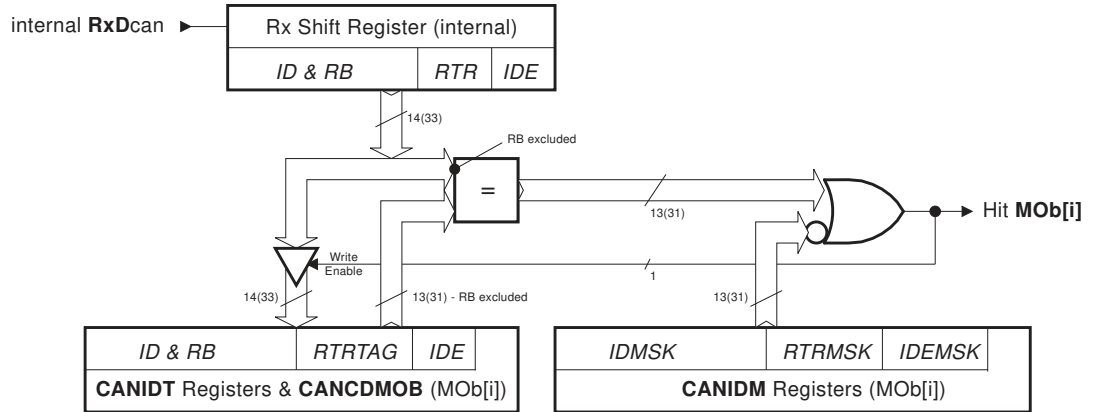 internal RxDcan
Rx Shift Register (internal)
ID & RB
RTR
IDE
14(33)
RB excluded
=
13(31)
Hit MOb[i]
Write
Enable
1
14(33)
13(31) - RB excluded
13(31)
ID & RB
RTRTAG
IDE
CANIDT Registers & CANCDMOB (MOb[i])
IDMSK
RTRMSK
IDEMSK
CANIDM Registers (MOb[i])